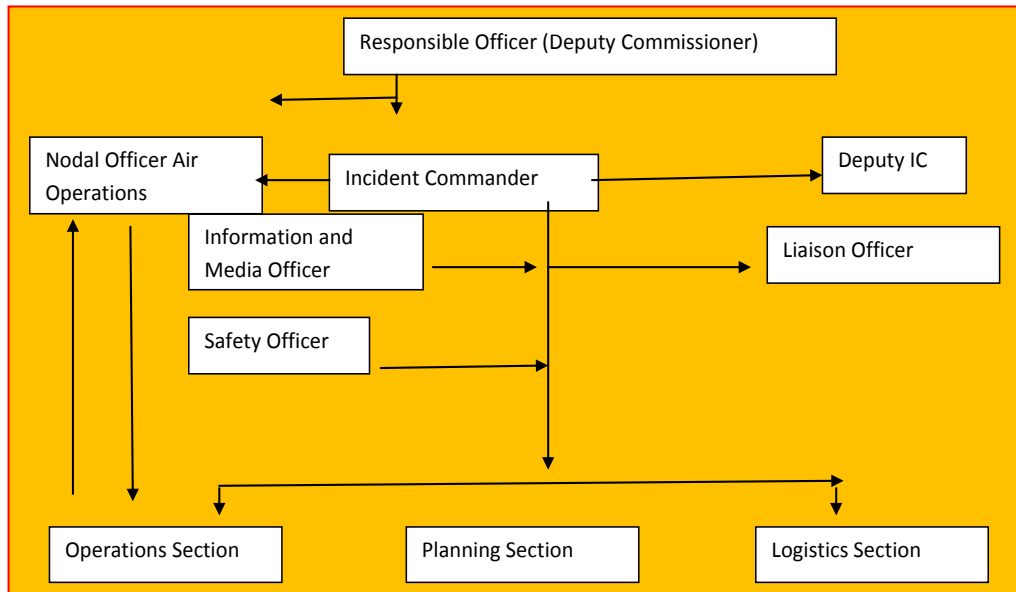 Responsible Officer (Deputy Commissioner)
Nodal Officer Air
Operations
Incident Commander
Deputy IC
Information and
Media Officer
Liaison Officer
Safety Officer
Operations Section
Planning Section
Logistics Section